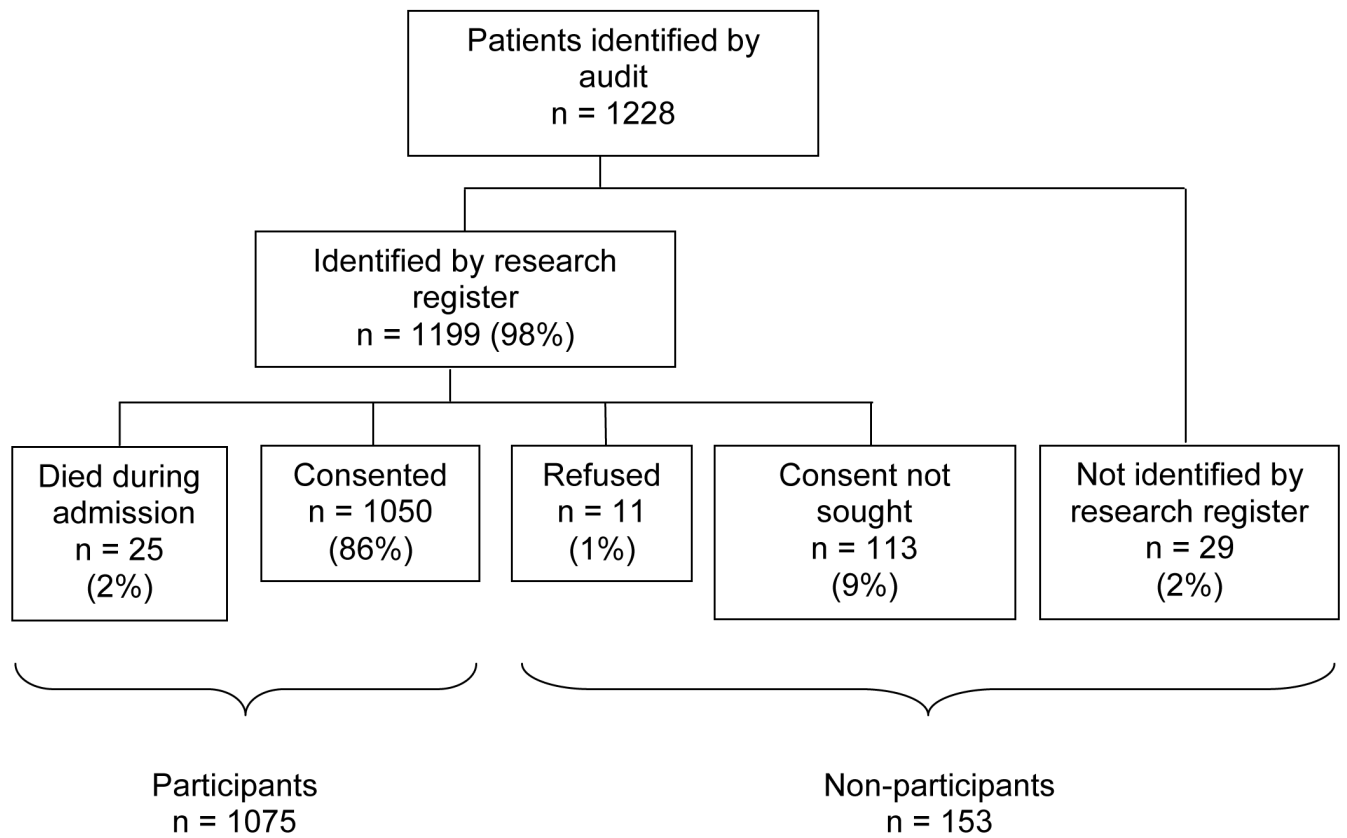 Patients identified by
audit
n = 1228
Identified by research
register
n = 1199 (98%)
Died during
admission
n = 25
(2%)
Consented
n = 1050
(86%)
Refused
n = 11
(1%)
Consent not
sought
n = 113
(9%)
Not identified by
research register
n = 29
(2%)
Participants
n = 1075
Non-participants
n = 153